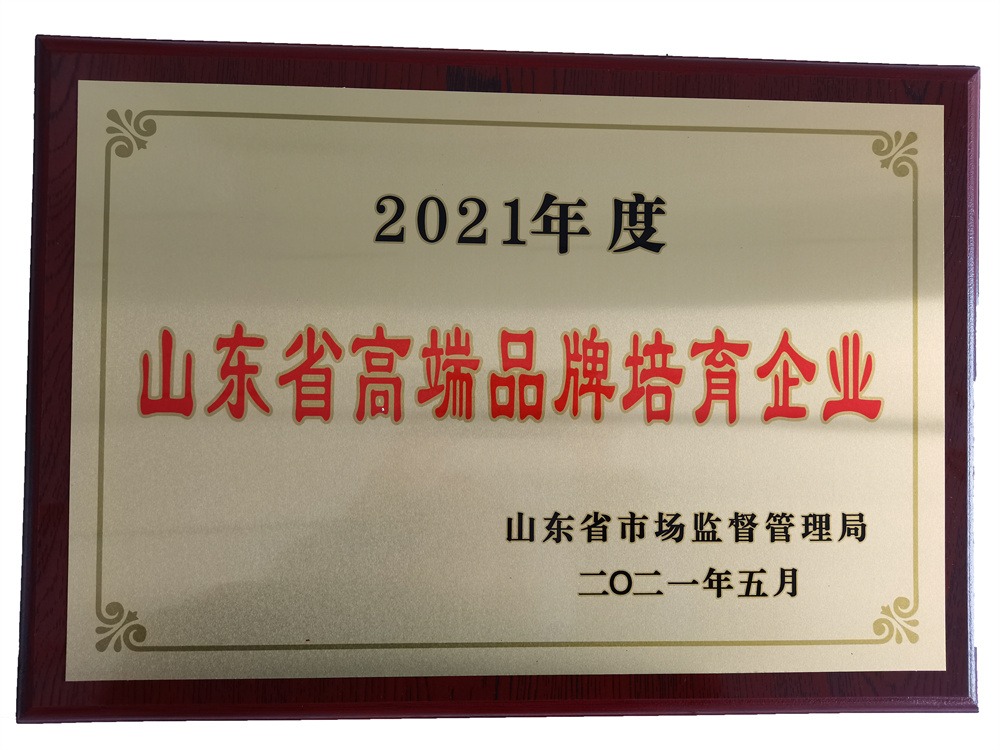 2021年度
山东省高端品牌培育企业
山东省市场监督管理局
二〇二一年五月